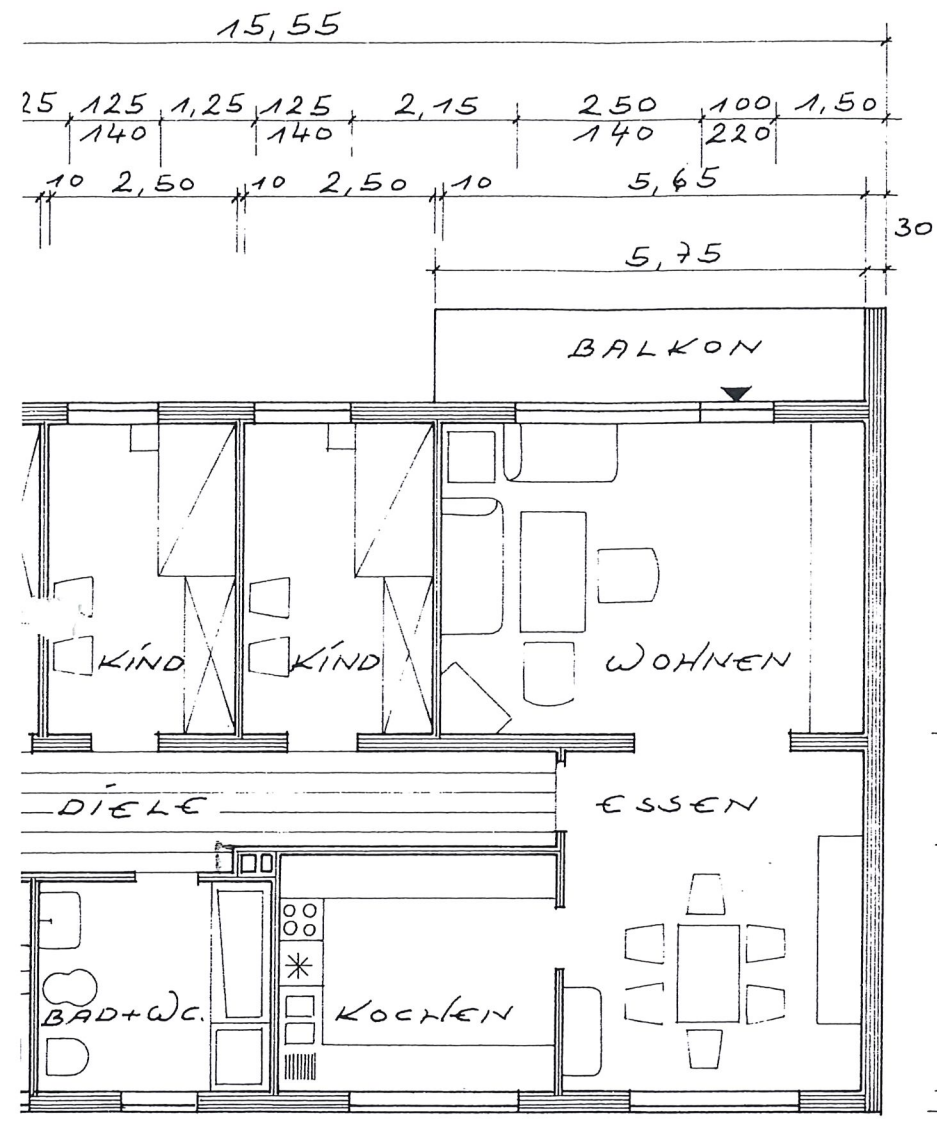 15,55
25 125 1,25 125 2,15 250 100 1,50
140 140 140 220
10 2,50 10 2,50 10 5,65
30
5,75
BALKON
KIND KIND WOHNEN
DIELE ESSEN
BAD+WC. KOCHEN